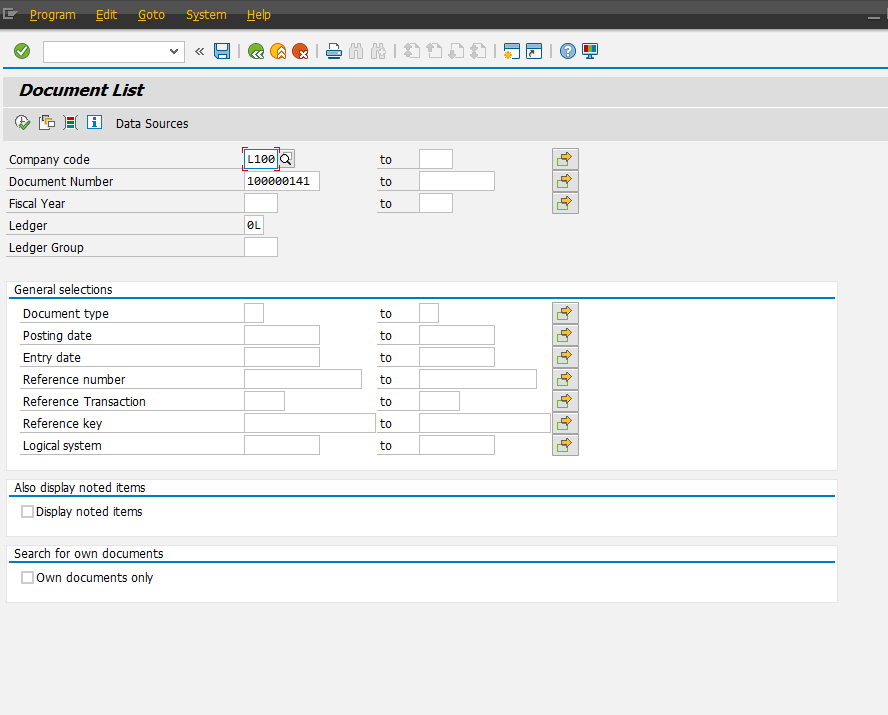 Program Edit Goto System Help
Document List
Data Sources
Company code L100 to
Document Number 100000141 to
Fiscal Year to
Ledger 0L
Ledger Group
General selections
Document type to
Posting date to
Entry date to
Reference number to
Reference Transaction to
Reference key to
Logical system to
Also display noted items
Display noted items
Search for own documents
Own documents only